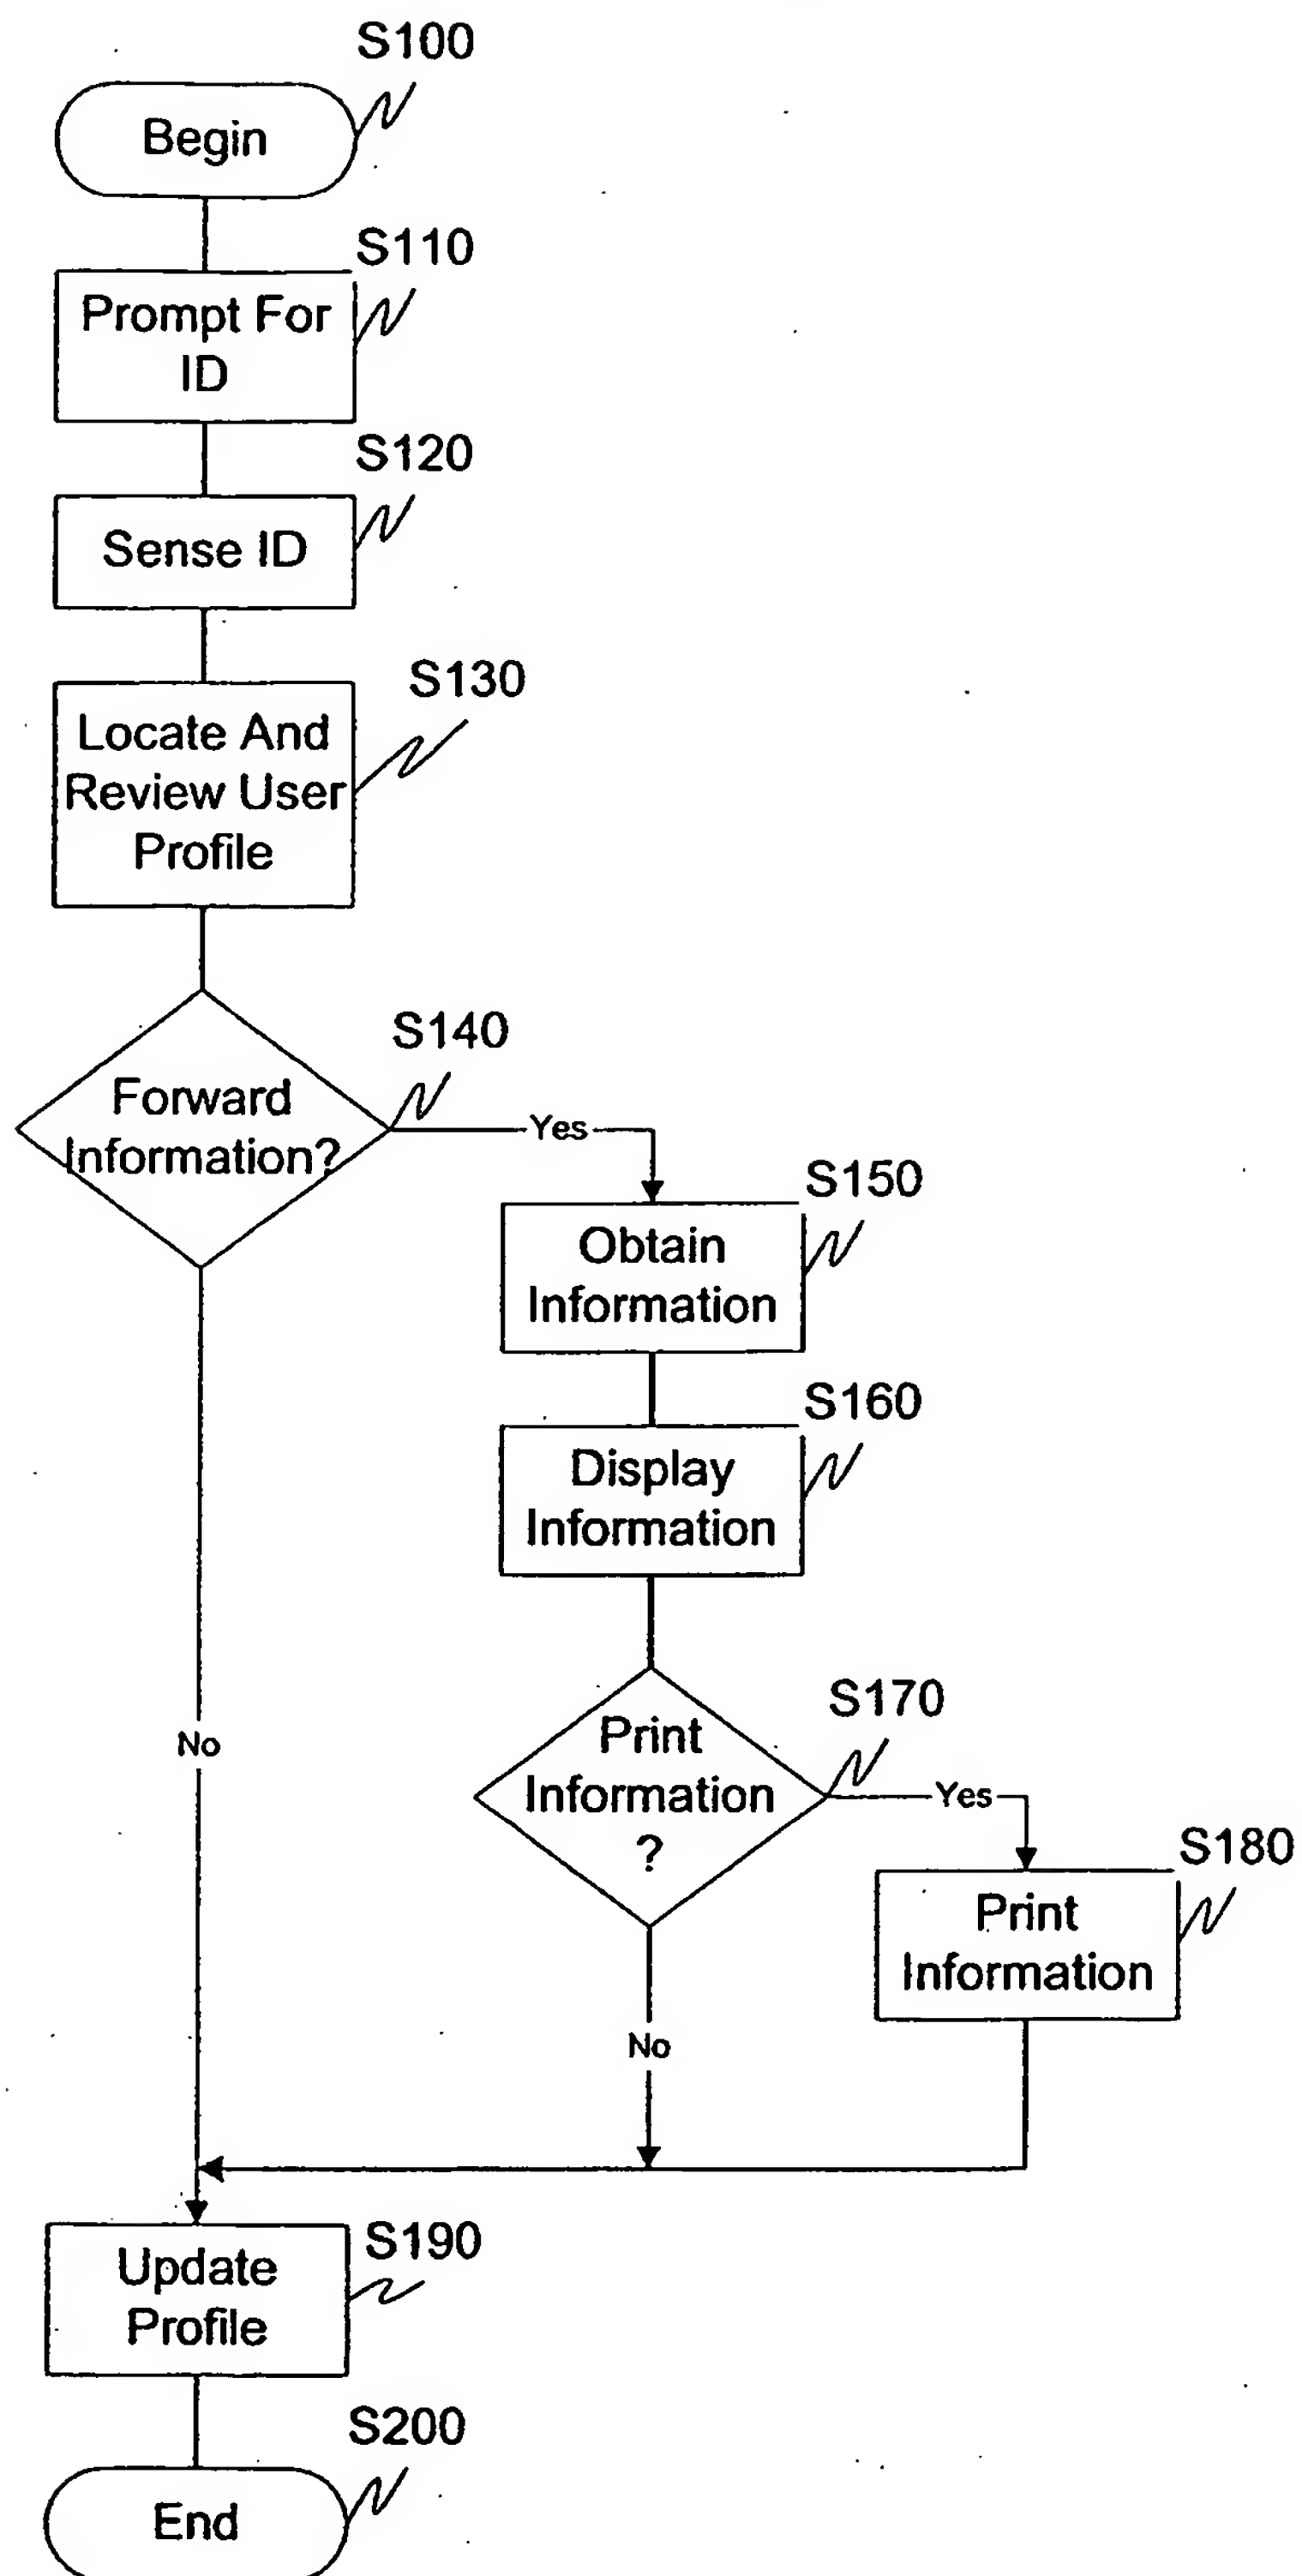 S100
Begin
S110
Prompt For
ID
S120
Sense ID
S130
Locate And
Review User
Profile
S140
Forward
Information?
Yes
S150
Obtain
Information
S160
Display
Information
S170
Print
Information
?
Yes
S180
Print
Information
No
No
S190
Update
Profile
S200
End